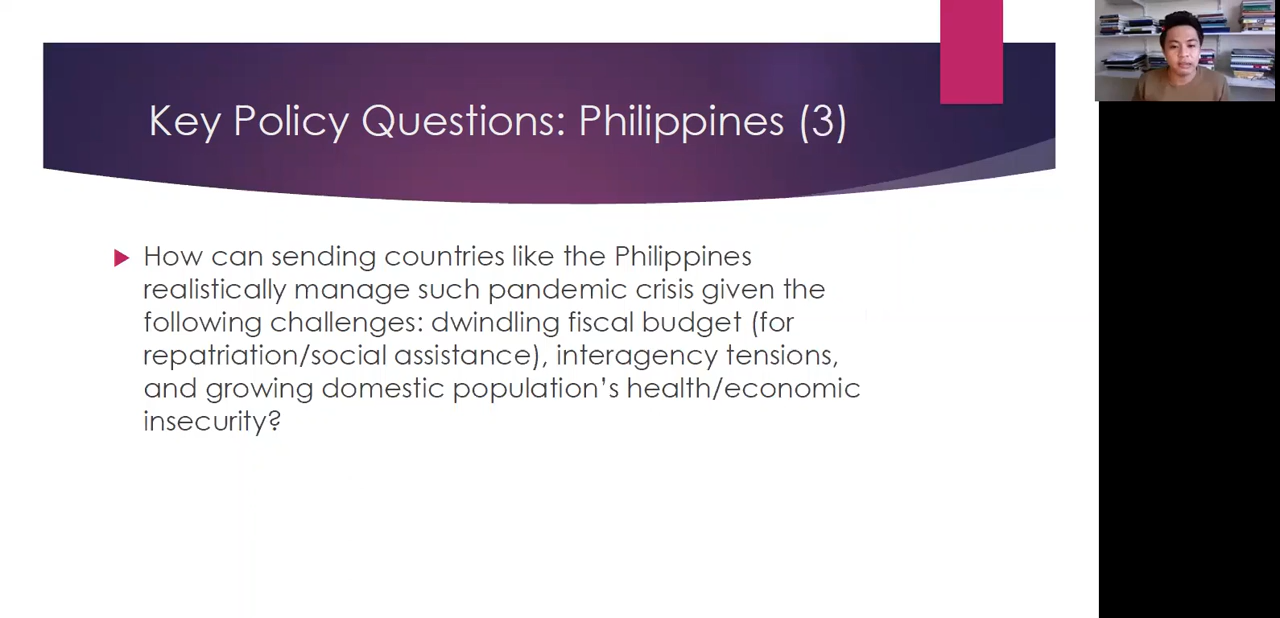 Key Policy Questions: Philippines (3)
How can sending countries like the Philippines
realistically manage such pandemic crisis given the
following challenges: dwindling fiscal budget (for
repatriation/social assistance), interagency tensions,
and growing domestic population’s health/economic
insecurity?